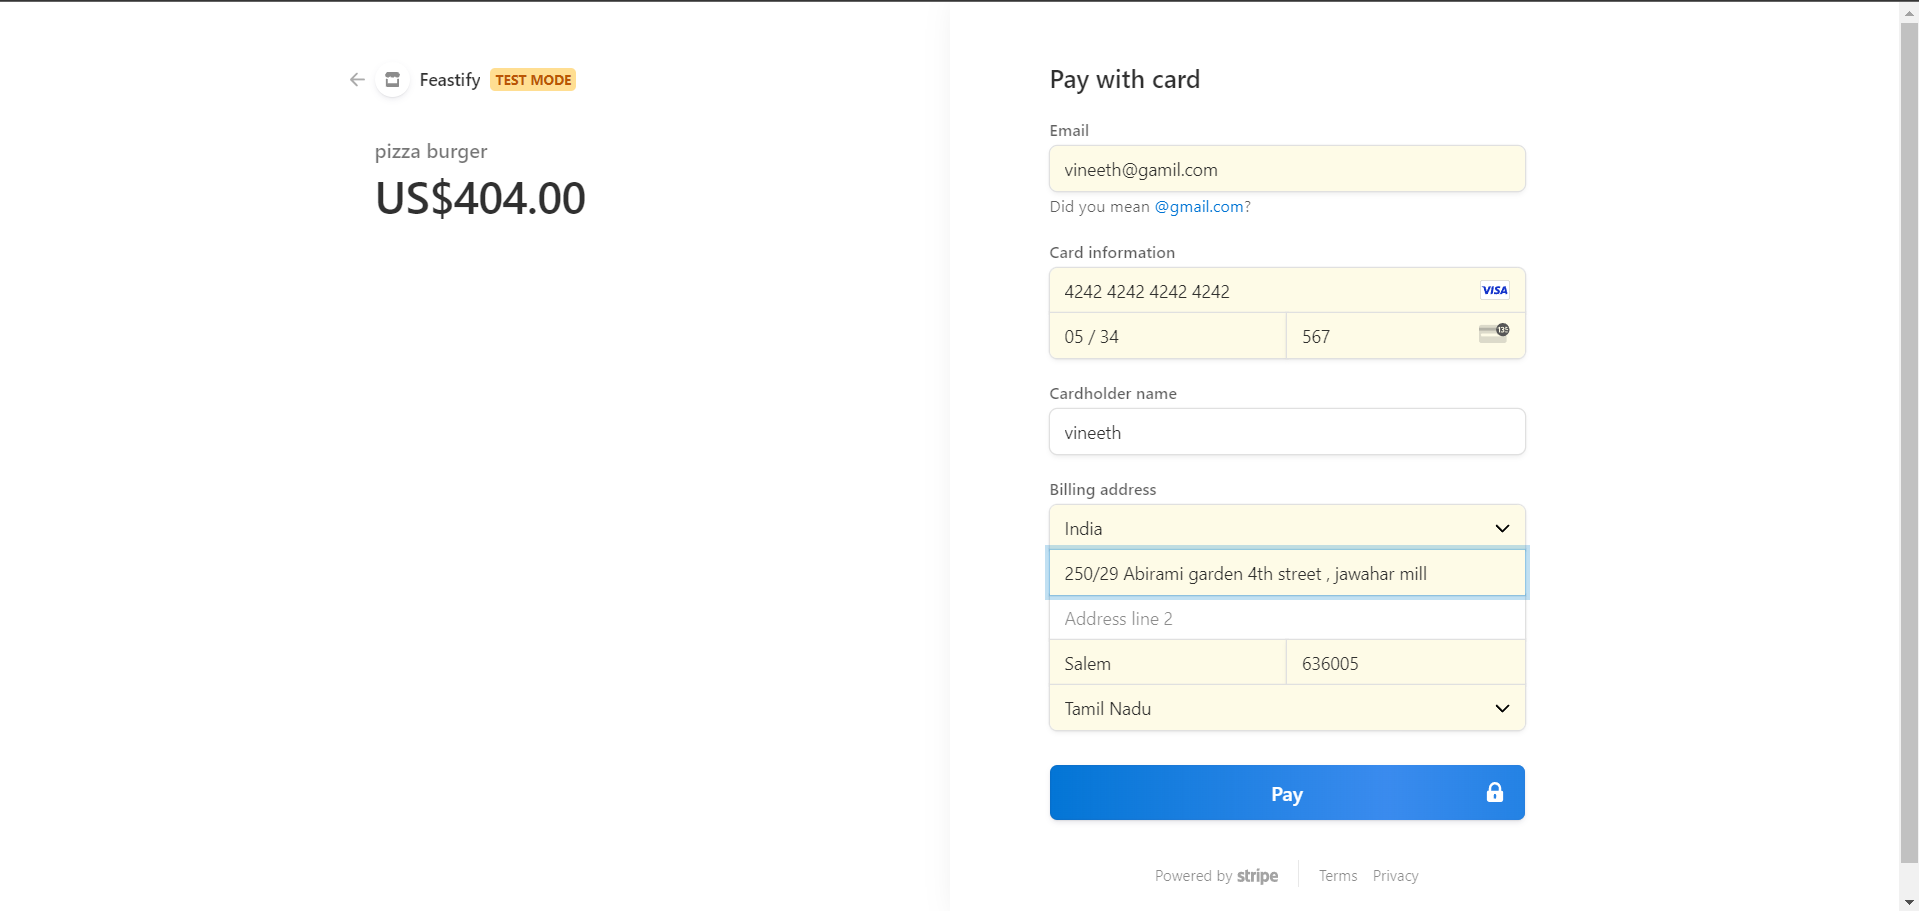 Feastify TEST MODE
pizza burger
US$404.00
Pay with card
Email
vineeth@gamil.com
Did you mean @gmail.com?
Card information
4242 4242 4242 4242 VISA
05 / 34 567 135
Cardholder name
vineeth
Billing address
India
250/29 Abirami garden 4th street , jawahar mill
Address line 2
Salem 636005
Tamil Nadu
Pay
Powered by stripe Terms Privacy